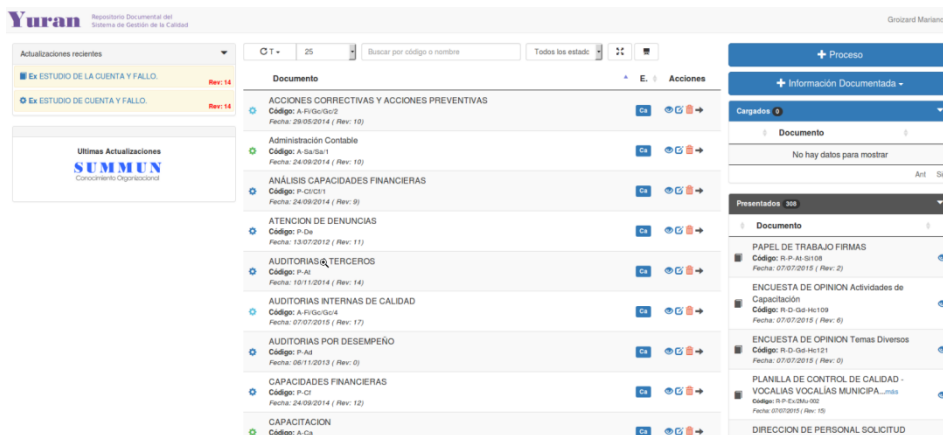 Yuran
Repositorio Documental del
Sistema de Gestión de la Calidad
Groizard Mariano
Actualizaciones recientes
Ex ESTUDIO DE LA CUENTA Y FALLO.
Rev: 14
Ex ESTUDIO DE CUENTA Y FALLO.
Rev: 14
Ultimas Actualizaciones
SUMMUN
Conocimiento Organizacional
T
25
Buscar por código o nombre
Todos los estado
Documento
E.
Acciones
ACCIONES CORRECTIVAS Y ACCIONES PREVENTIVAS
Código: A-Fi/Gc/Gc/2
Fecha: 29/05/2014 ( Rev: 10)
Ca
Administración Contable
Código: A-Sa/Sa/1
Fecha: 24/09/2014 ( Rev: 10)
Ca
ANÁLISIS CAPACIDADES FINANCIERAS
Código: P-Cf/Cf/1
Fecha: 24/09/2014 ( Rev: 9)
Ca
ATENCION DE DENUNCIAS
Código: P-De
Fecha: 13/07/2012 ( Rev: 11)
Ca
AUDITORIAS TERCEROS
Código: P-At
Fecha: 10/11/2014 ( Rev: 14)
Ca
AUDITORIAS INTERNAS DE CALIDAD
Código: A-Fi/Gc/Gc/4
Fecha: 07/07/2015 ( Rev: 17)
Ca
AUDITORIAS POR DESEMPEÑO
Código: P-Ad
Fecha: 06/11/2013 ( Rev: 0)
Ca
CAPACIDADES FINANCIERAS
Código: P-Cf
Fecha: 24/09/2014 ( Rev: 12)
Ca
CAPACITACION
Código: A-Ca
Ca
Proceso
Información Documentada
Cargados 0
Documento
No hay datos para mostrar
Ant
Presentados 308
Documento
PAPEL DE TRABAJO FIRMAS
Código: R-P-At-Si108
Fecha: 07/07/2015 ( Rev: 2)
ENCUESTA DE OPINION Actividades de
Capacitación
Código: R-D-Gd-Hc109
Fecha: 07/07/2015 ( Rev: 6)
ENCUESTA DE OPINION Temas Diversos
Código: R-D-Gd-Hc121
Fecha: 07/07/2015 ( Rev: 0)
PLANILLA DE CONTROL DE CALIDAD -
VOCALIAS VOCALÍAS MUNICIPA...más
Código: R-P-Ex/2Mu-002
Fecha: 07/07/2015 ( Rev: 15)
DIRECCION DE PERSONAL SOLICITUD